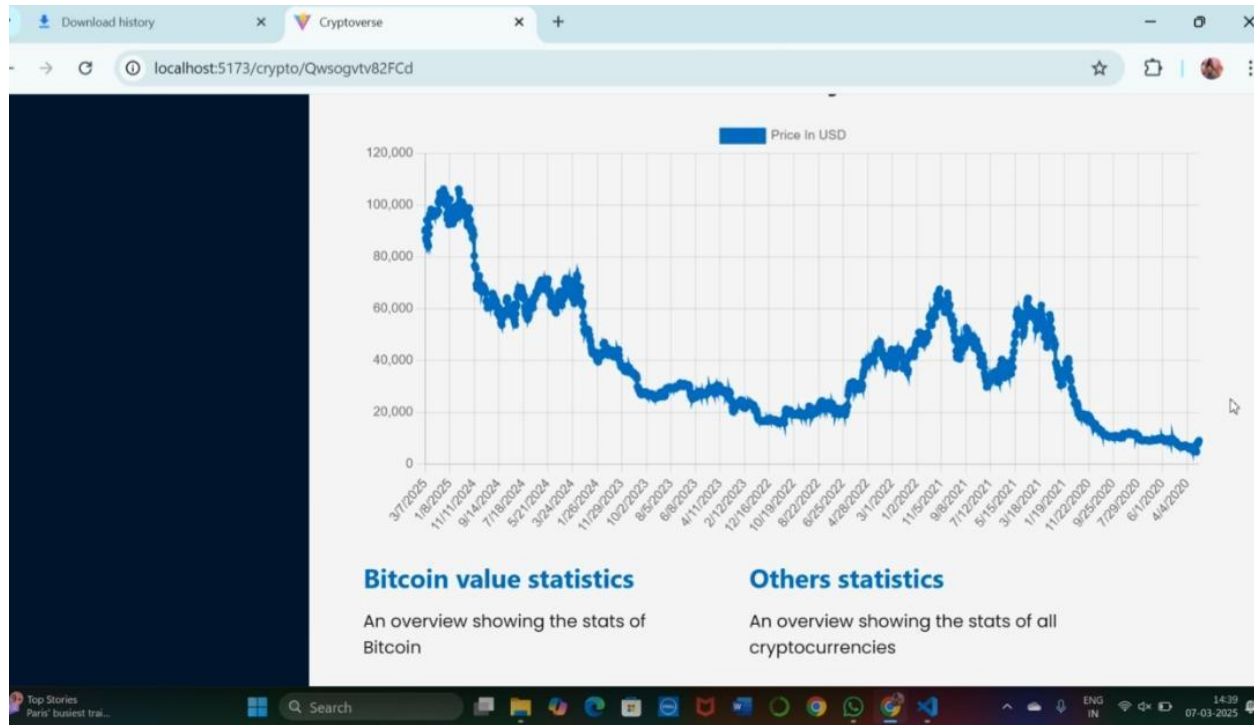 Download history
Cryptoverse
localhost:5173/crypto/Qwsogvtv82FCd
Price In USD
120,000
100,000
80,000
60,000
40,000
20,000
0
3/7/2025
1/8/2025
11/11/2024
9/14/2024
7/18/2024
5/21/2024
3/24/2024
1/26/2024
11/29/2023
10/2/2023
8/5/2023
6/8/2023
4/11/2023
2/12/2023
12/16/2022
10/19/2022
8/22/2022
6/25/2022
4/28/2022
3/1/2022
1/2/2022
11/5/2021
9/8/2021
7/12/2021
5/15/2021
3/18/2021
1/19/2021
11/22/2020
9/25/2020
7/29/2020
6/1/2020
4/4/2020
Bitcoin value statistics
An overview showing the stats of
Bitcoin
Others statistics
An overview showing the stats of all
cryptocurrencies
Top Stories
Paris' busiest trai...
Search
ENG
IN
14:39
07-03-2025